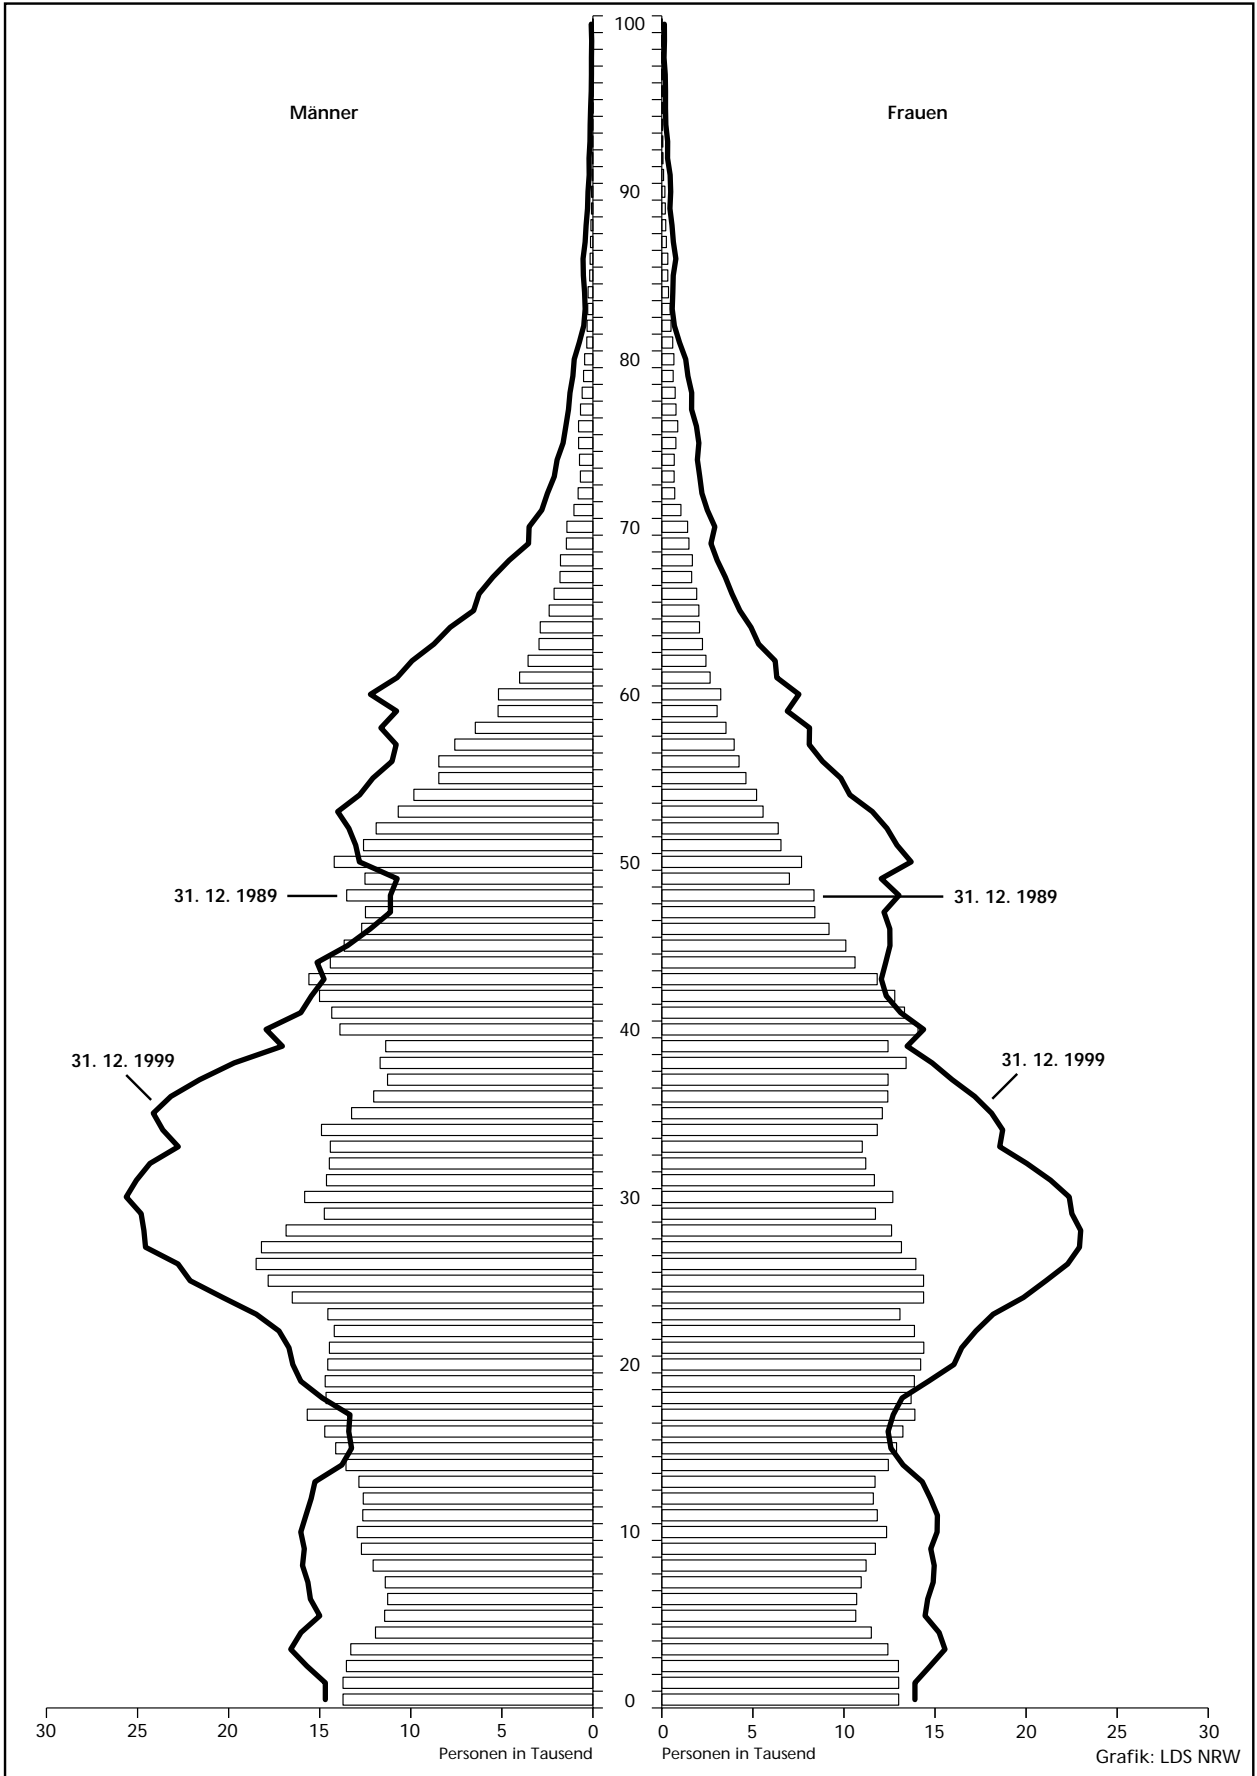 100
Männer
Frauen
90
80
70
60
50
31. 12. 1989
31. 12. 1989
40
31. 12. 1999
31. 12. 1999
30
20
10
0
30 25 20 15 10 5 0 0 5 10 15 20 25 30
Personen in Tausend Personen in Tausend
Grafik: LDS NRW